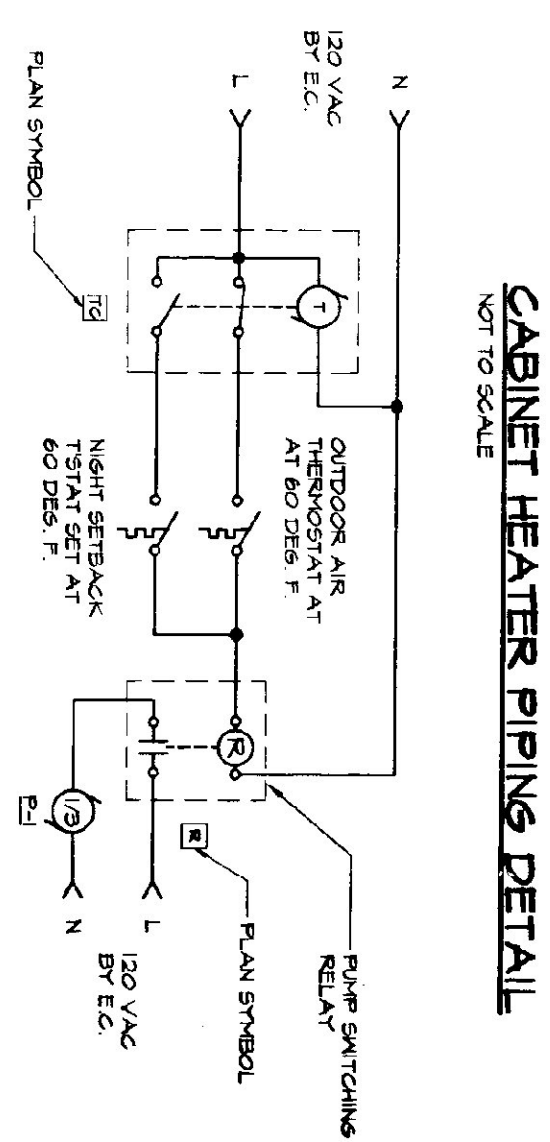 CABINET HEATER PIPING DETAIL
NOT TO SCALE
N
120 VAC
BY E.C.
L
PLAN SYMBOL
TC
T
OUTDOOR AIR
THERMOSTAT AT
AT 60 DEG. F.
NIGHT SETBACK
T'STAT SET AT
60 DEG. F.
R
PUMP SWITCHING
RELAY
R
PLAN SYMBOL
1/3
P-1
L
N
120 VAC
BY E.C.